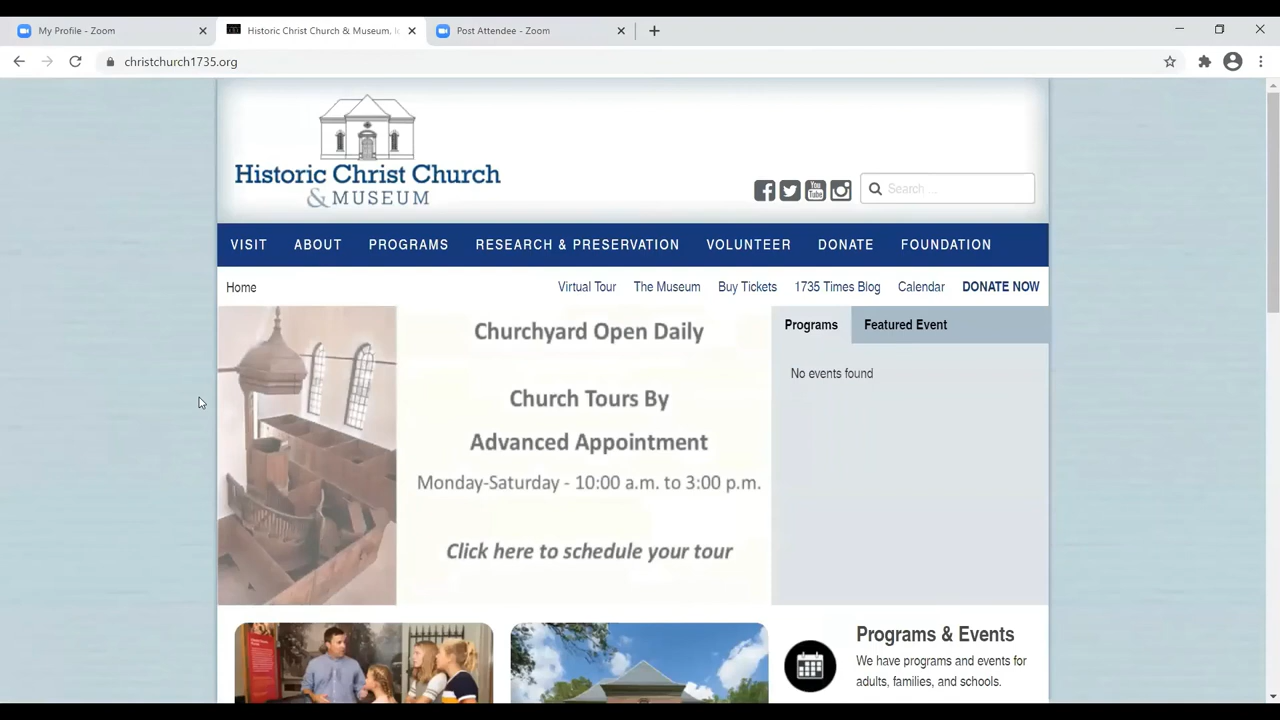 My Profile - Zoom
Historic Christ Church & Museum, I
Post Attendee - Zoom
christchurch1735.org
Historic Christ Church
& MUSEUM
You
Tube
Search ...
VISIT ABOUT PROGRAMS RESEARCH & PRESERVATION VOLUNTEER DONATE FOUNDATION
Home Virtual Tour The Museum Buy Tickets 1735 Times Blog Calendar DONATE NOW
Churchyard Open Daily
Church Tours By
Advanced Appointment
Monday-Saturday - 10:00 a.m. to 3:00 p.m.
Click here to schedule your tour
Programs Featured Event
No events found
Programs & Events
We have programs and events for
adults, families, and schools.